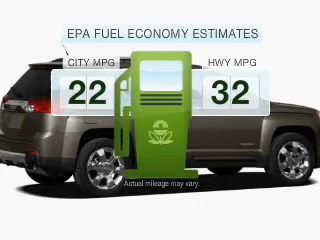 EPA FUEL ECONOMY ESTIMATES
CITY MPG
HWY MPG
22
32
Actual mileage may vary.